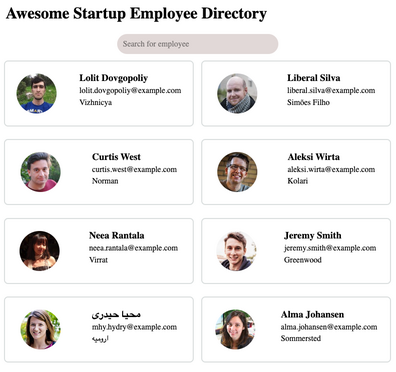 Awesome Startup Employee Directory
Search for employee
Lolit Dovgopoliy
lolit.dovgopoliy@example.com
Vizhnicya
Liberal Silva
liberal.silva@example.com
Simões Filho
Curtis West
curtis.west@example.com
Norman
Aleksi Wirta
aleksi.wirta@example.com
Kolari
Neea Rantala
neea.rantala@example.com
Virrat
Jeremy Smith
jeremy.smith@example.com
Greenwood
محیا حیدری
mhy.hydry@example.com
ارومیه
Alma Johansen
alma.johansen@example.com
Sommersted